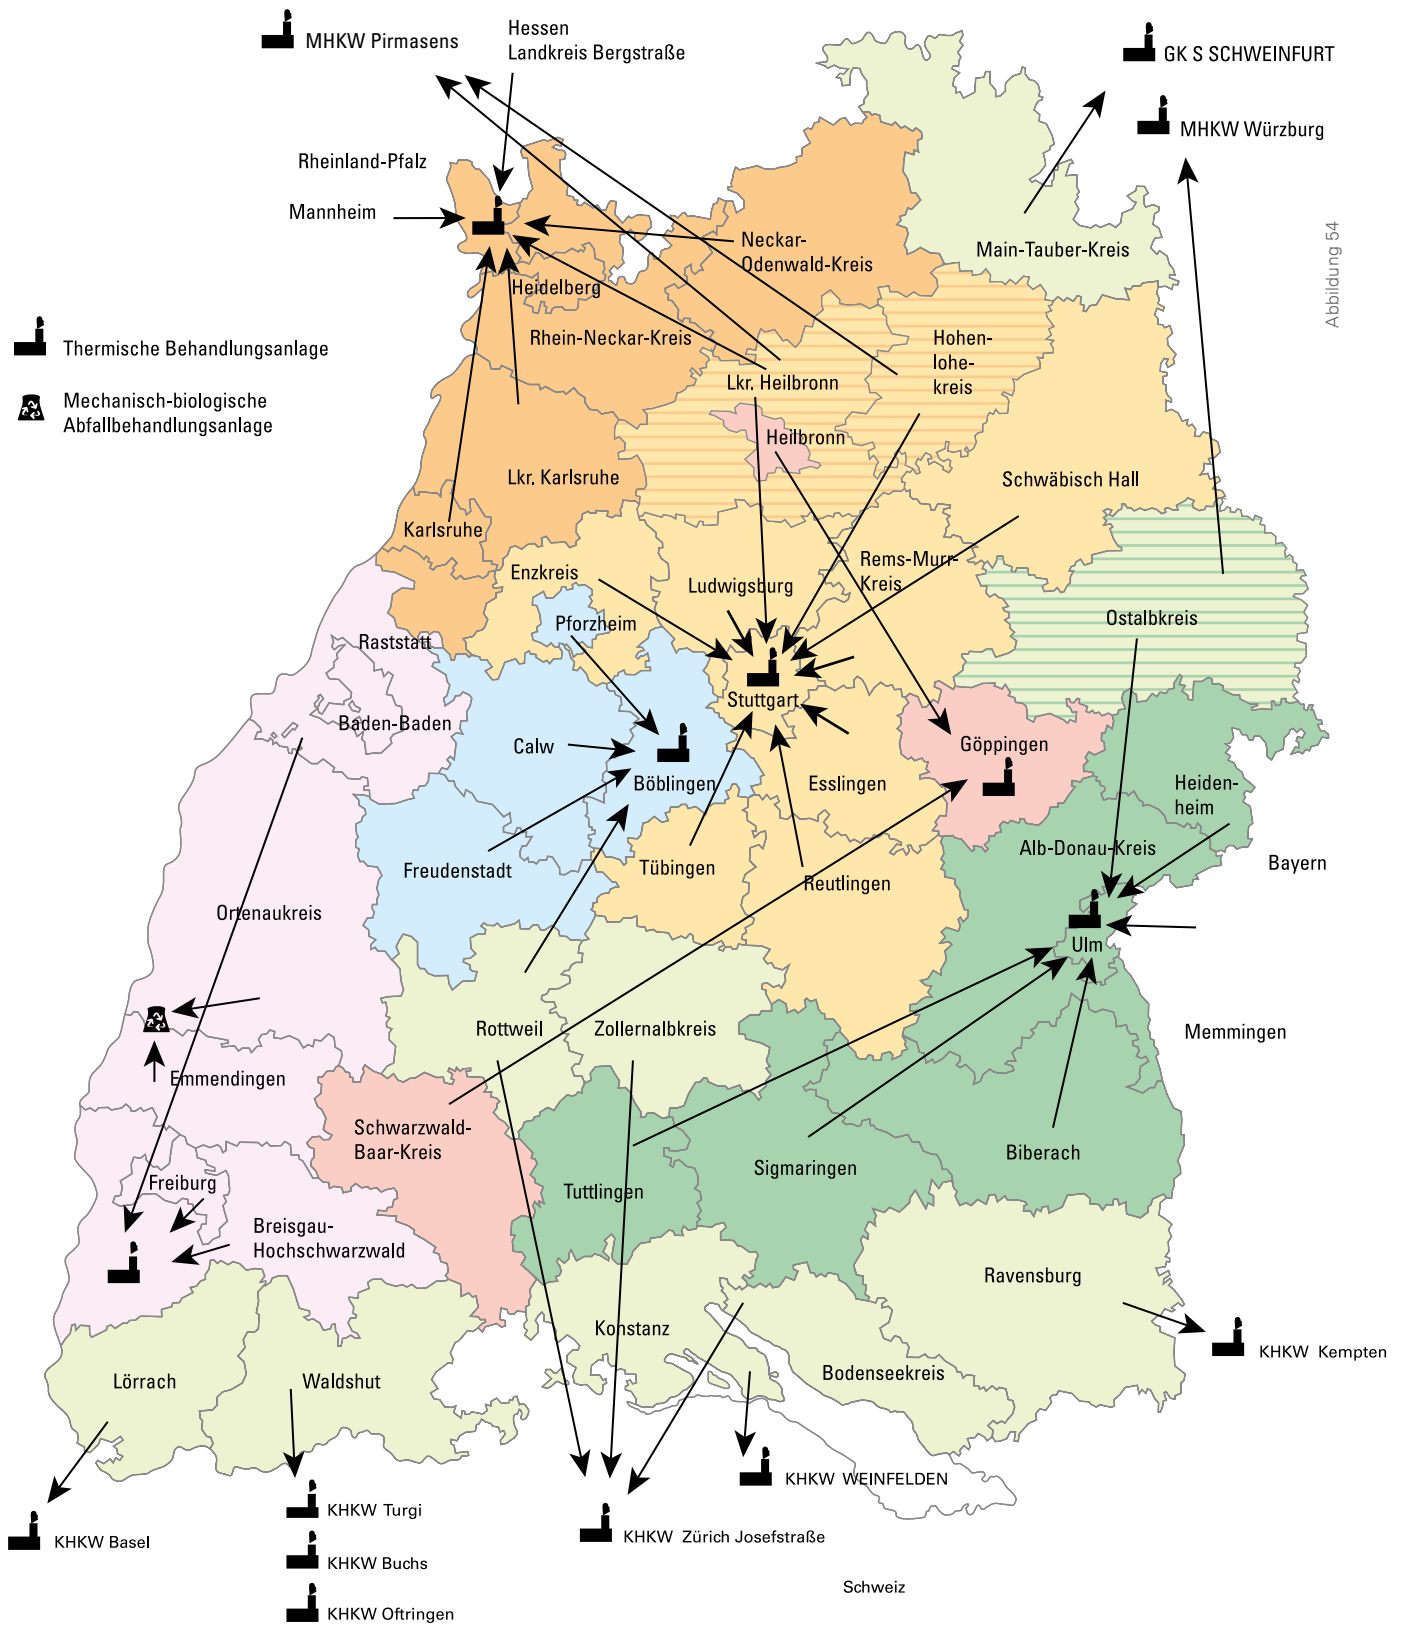 MHKW Pirmasens
Hessen
Landkreis Bergstraße
GK S SCHWEINFURT
MHKW Würzburg
Rheinland-Pfalz
Mannheim
Neckar-
Odenwald-Kreis
Main-Tauber-Kreis
Abbildung 54
Heidelberg
Rhein-Neckar-Kreis
Thermische Behandlungsanlage
Mechanisch-biologische
Abfallbehandlungsanlage
Hohen-
lohe-
kreis
Lkr. Heilbronn
Heilbronn
Lkr. Karlsruhe
Schwäbisch Hall
Karlsruhe
Enzkreis
Ludwigsburg
Rems-Murr-
Kreis
Pforzheim
Ostalbkreis
Raststatt
Stuttgart
Baden-Baden
Calw
Böblingen
Esslingen
Göppingen
Heiden-
heim
Freudenstadt
Tübingen
Reutlingen
Alb-Donau-Kreis
Bayern
Ortenaukreis
Ulm
Rottweil
Zollernalbkreis
Memmingen
Emmendingen
Schwarzwald-
Baar-Kreis
Tuttlingen
Sigmaringen
Biberach
Freiburg
Breisgau-
Hochschwarzwald
Ravensburg
Konstanz
Bodenseekreis
KHKW Kempten
Lörrach
Waldshut
KHKW WEINFELDEN
KHKW Basel
KHKW Turgi
KHKW Zürich Josefstraße
KHKW Buchs
Schweiz
KHKW Oftringen